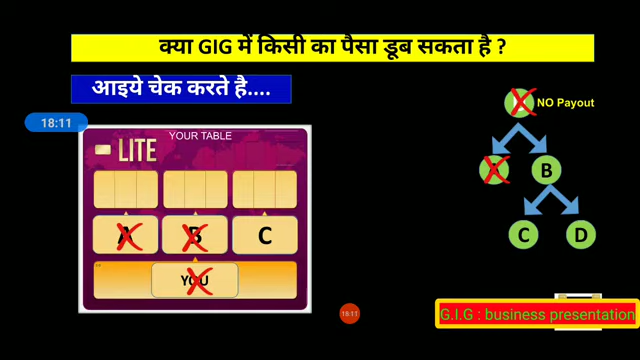 क्या GIG में किसी का पैसा डूब सकता है ?
आइये चेक करते है....
18:11
YOUR TABLE
LITE
A B C
YOU
NO Payout
B
C D
18:11
G.I.G : business presentation